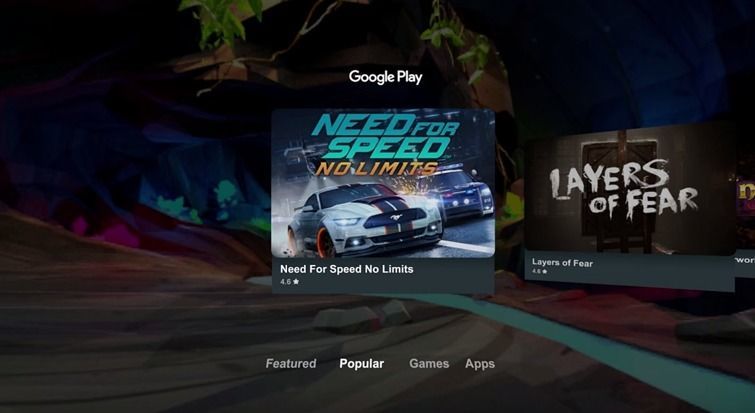 Google Play
NEED FOR
SPEED
NO LIMITS
Need For Speed No Limits
4.6 ★
LAYERS
OF FEAR
Layers of Fear
4.6 ★
Featured Popular Games Apps